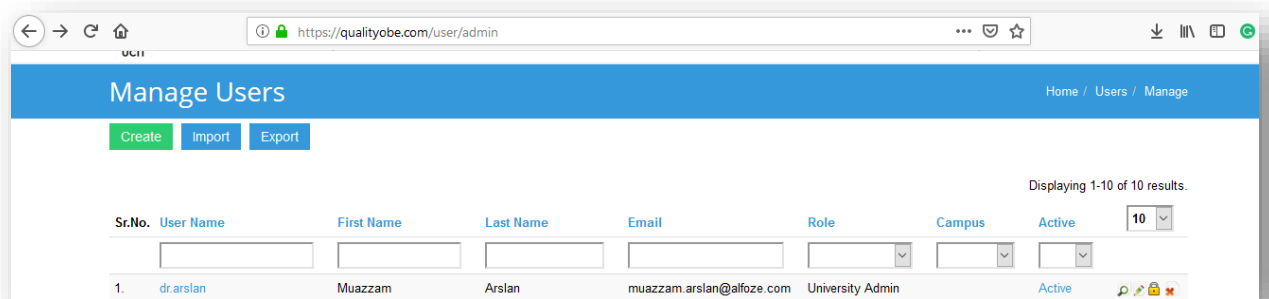 https://qualityobe.com/user/admin
Manage Users
Home / Users / Manage
Create Import Export
Displaying 1-10 of 10 results.
Sr.No. User Name First Name Last Name Email Role Campus Active 10
1. dr.arslan Muazzam Arslan muazzam.arslan@alfoze.com University Admin Active